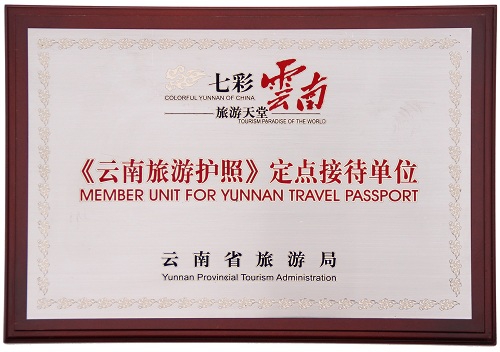 七彩雲南
COLORFUL YUNNAN OF CHINA
旅游天堂
TOURISM PARADISE OF THE WORLD
《云南旅游护照》定点接待单位
MEMBER UNIT FOR YUNNAN TRAVEL PASSPORT
云南省旅游局
Yunnan Provincial Tourism Administration